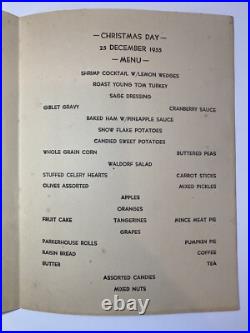 —CHRISTMAS DAY—
25 DECEMBER 1955
—MENU—
SHRIMP COCKTAIL W/LEMON WEDGES
ROAST YOUNG TOM TURKEY
SAGE DRESSING
GIBLET GRAVY CRANBERRY SAUCE
BAKED HAM W/PINEAPPLE SAUCE
SNOW FLAKE POTATOES
CANDIED SWEET POTATOES
WHOLE GRAIN CORN BUTTERED PEAS
WALDORF SALAD
STUFFED CELERY HEARTS CARROT STICKS
OLIVES ASSORTED MIXED PICKLES
APPLES
ORANGES
FRUIT CAKE TANGERINES MINCE MEAT PIE
GRAPES
PARKERHOUSE ROLLS PUMPKIN PIE
RAISIN BREAD COFFEE
BUTTER TEA
ASSORTED CANDIES
MIXED NUTS